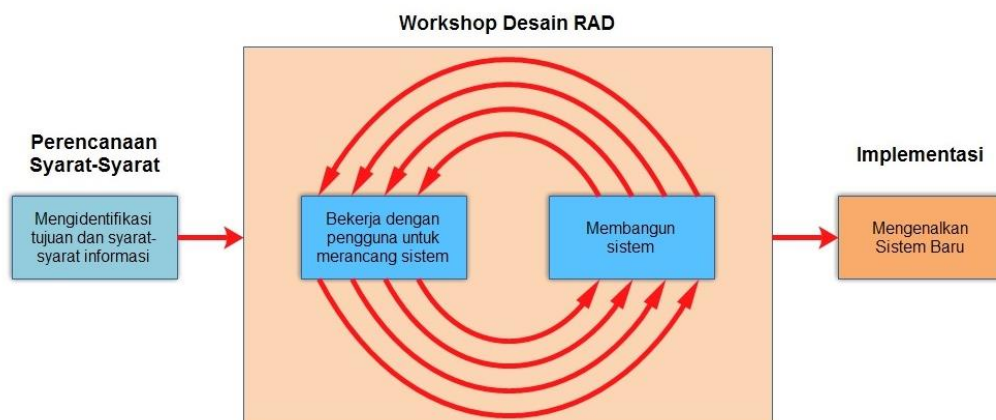 Workshop Desain RAD
Perencanaan
Syarat-Syarat
Mengidentifikasi
tujuan dan syarat-
syarat informasi
Bekerja dengan
pengguna untuk
merancang sistem
Membangun
sistem
Implementasi
Mengenalkan
Sistem Baru